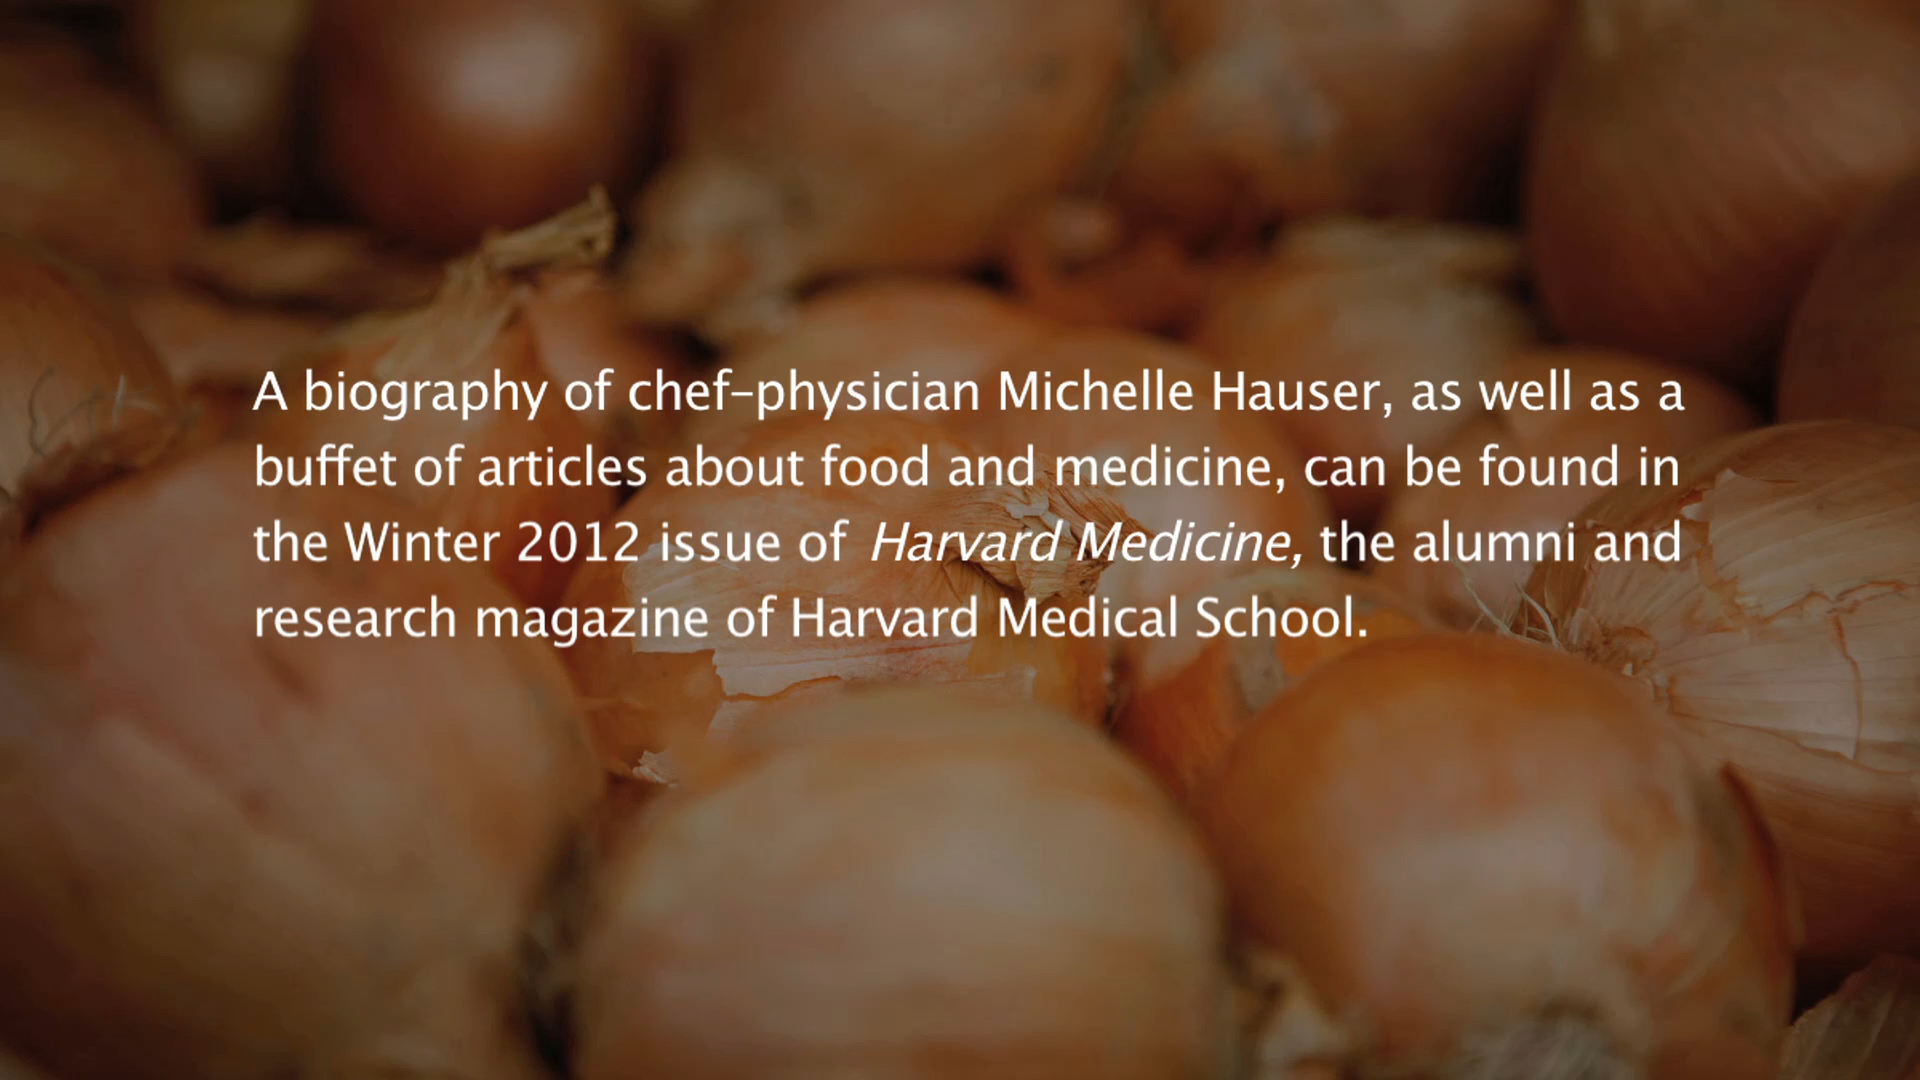 A biography of chef–physician Michelle Hauser, as well as a
buffet of articles about food and medicine, can be found in
the Winter 2012 issue of Harvard Medicine, the alumni and
research magazine of Harvard Medical School.